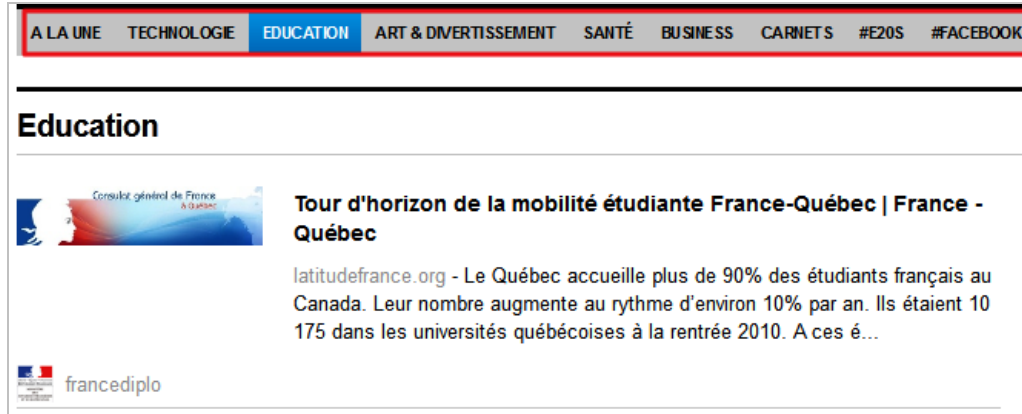 A LA UNE TECHNOLOGIE EDUCATION ART & DIVERTISSEMENT SANTÉ BUSINESS CARNETS #E20S #FACEBOOK
Education
Consulat général de France
à Québec
Tour d'horizon de la mobilité étudiante France-Québec | France -
Québec
latitudefrance.org - Le Québec accueille plus de 90% des étudiants français au
Canada. Leur nombre augmente au rythme d’environ 10% par an. Ils étaient 10
175 dans les universités québécoises à la rentrée 2010. A ces é...
francediplo